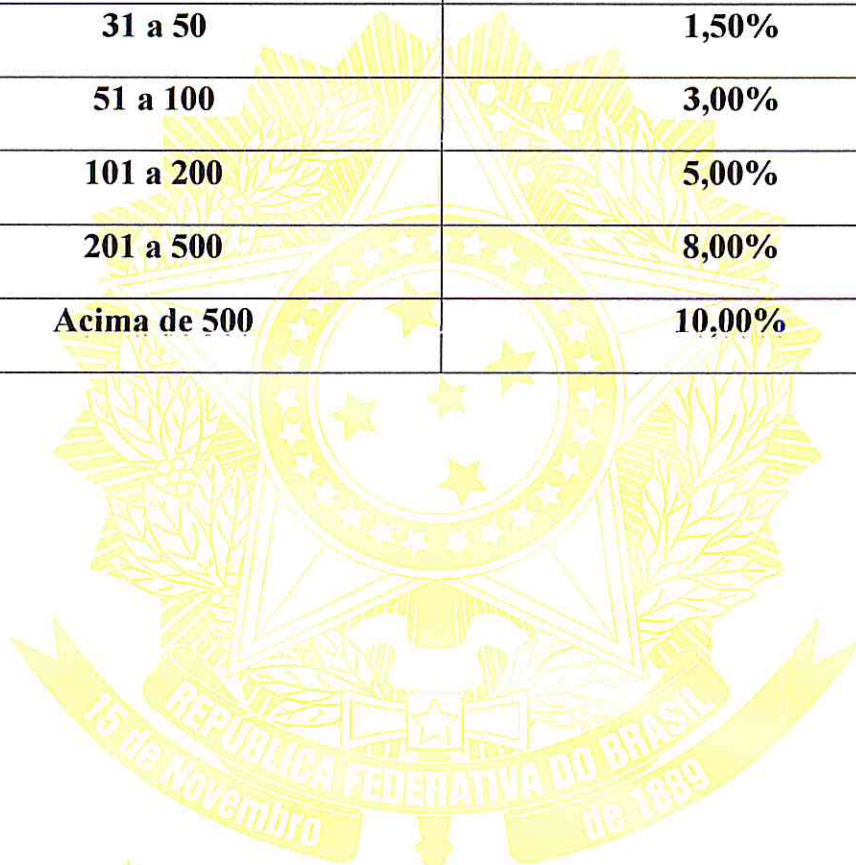 31 a 50 1,50%
51 a 100 3,00%
101 a 200 5,00%
201 a 500 8,00%
Acima de 500 10,00%
REPÚBLICA FEDERATIVA DO BRASIL
15 de Novembro de 1889